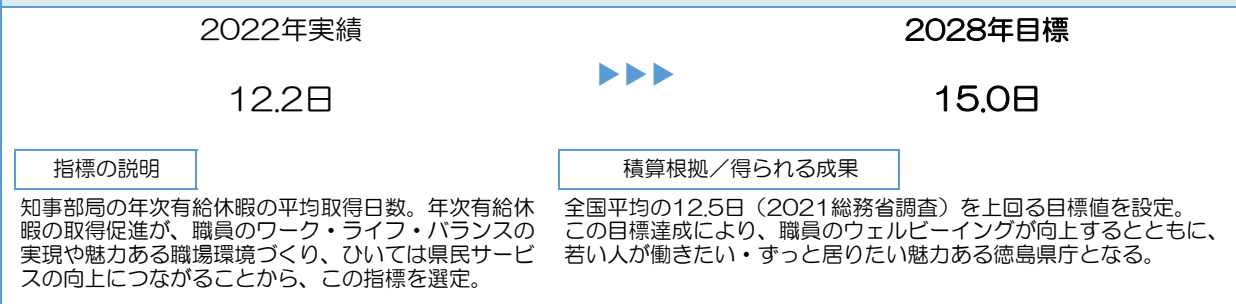 2022年実績
2028年目標
▶▶▶
12.2日
15.0日
指標の説明
知事部局の年次有給休暇の平均取得日数。年次有給休
暇の取得促進が、職員のワーク・ライフ・バランスの
実現や魅力ある職場環境づくり、ひいては県民サービ
スの向上につながることから、この指標を選定。
積算根拠／得られる成果
全国平均の12.5日（2021総務省調査）を上回る目標値を設定。
この目標達成により、職員のウェルビーイングが向上するとともに、
若い人が働きたい・ずっと居りたい魅力ある徳島県庁となる。